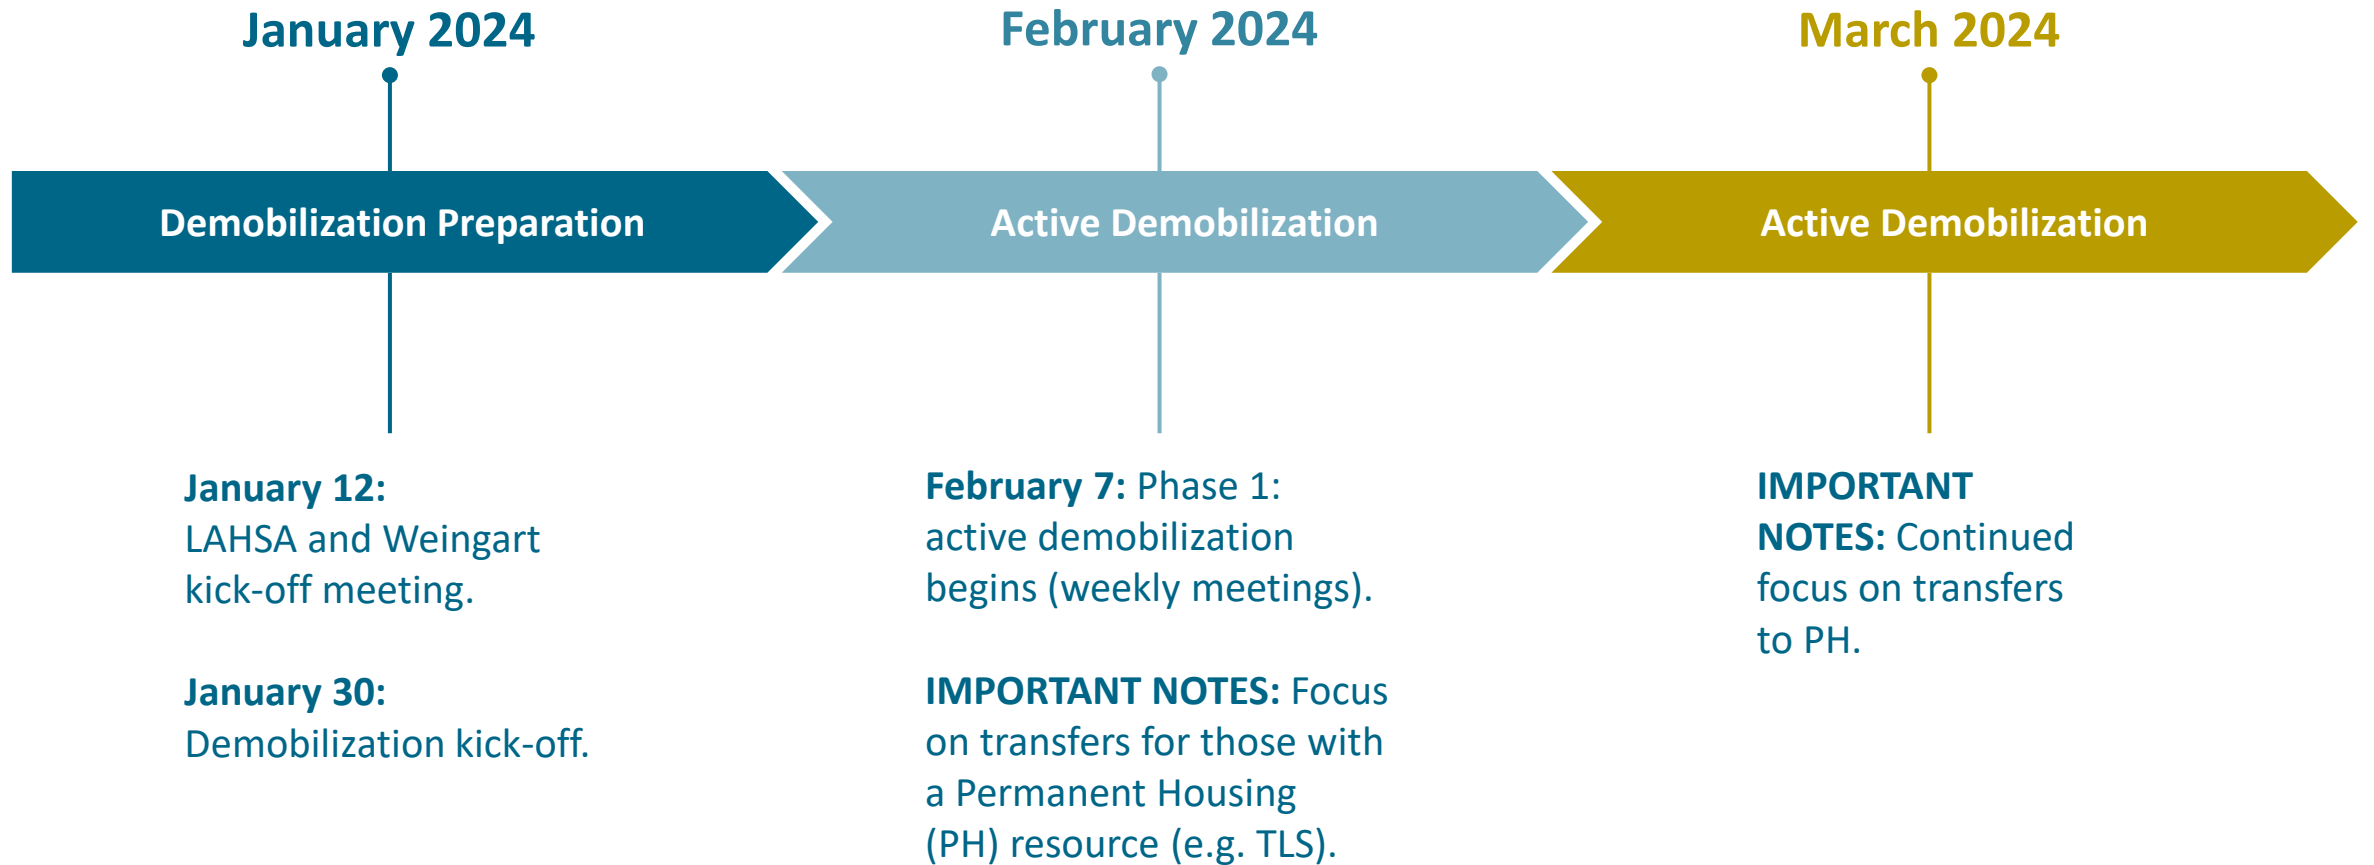 January 2024
February 2024
March 2024
Demobilization Preparation
Active Demobilization
Active Demobilization
January 12:
LAHSA and Weingart
kick-off meeting.
January 30:
Demobilization kick-off.
February 7: Phase 1:
active demobilization
begins (weekly meetings).
IMPORTANT NOTES: Focus
on transfers for those with
a Permanent Housing
(PH) resource (e.g. TLS).
IMPORTANT
NOTES: Continued
focus on transfers
to PH.